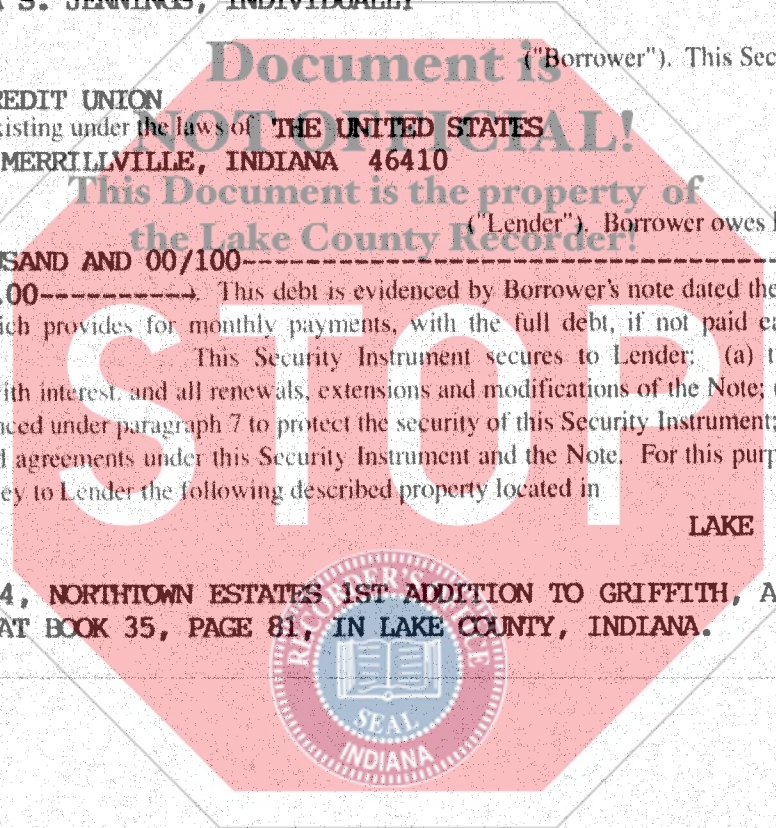 S. JENNINGS, INDIVIDUALLY
Document is
("Borrower"). This Sec
REDIT UNION
xisting under the laws of THE UNITED STATES
NOT OFFICIAL!
MERRILLVILLE, INDIANA 46410
This Document is the property of
("Lender"). Borrower owes
the Lake County Recorder!
SAND AND 00/100-----------------------------------
.00----------). This debt is evidenced by Borrower's note dated the
ich provides for monthly payments, with the full debt, if not paid ea
This Security Instrument secures to Lender: (a) t
ith interest, and all renewals, extensions and modifications of the Note;
nced under paragraph 7 to protect the security of this Security Instrument;
agreements under this Security Instrument and the Note. For this purp
ey to Lender the following described property located in
STOP
LAKE
4, NORTHTOWN ESTATES 1ST ADDITION TO GRIFFITH, A
AT BOOK 35, PAGE 81, IN LAKE COUNTY, INDIANA.
RECORDER'S OFFICE
SEAL
INDIANA